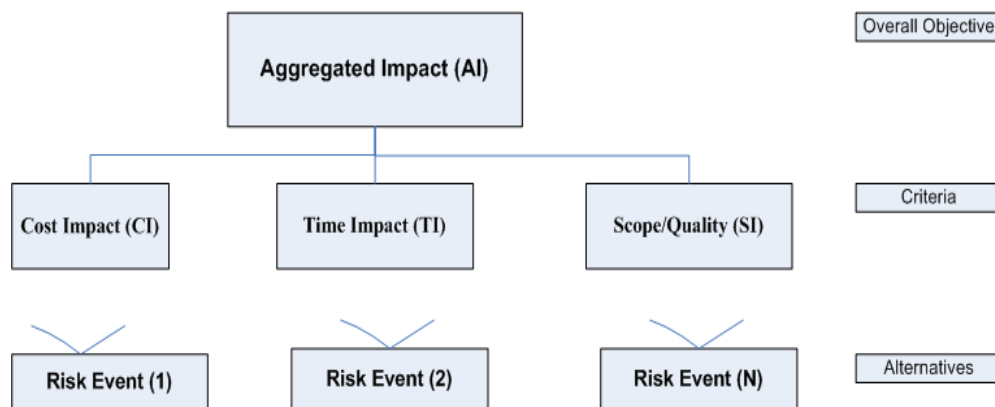 Overall Objective
Aggregated Impact (AI)
Cost Impact (CI)
Time Impact (TI)
Scope/Quality (SI)
Criteria
Risk Event (1)
Risk Event (2)
Risk Event (N)
Alternatives